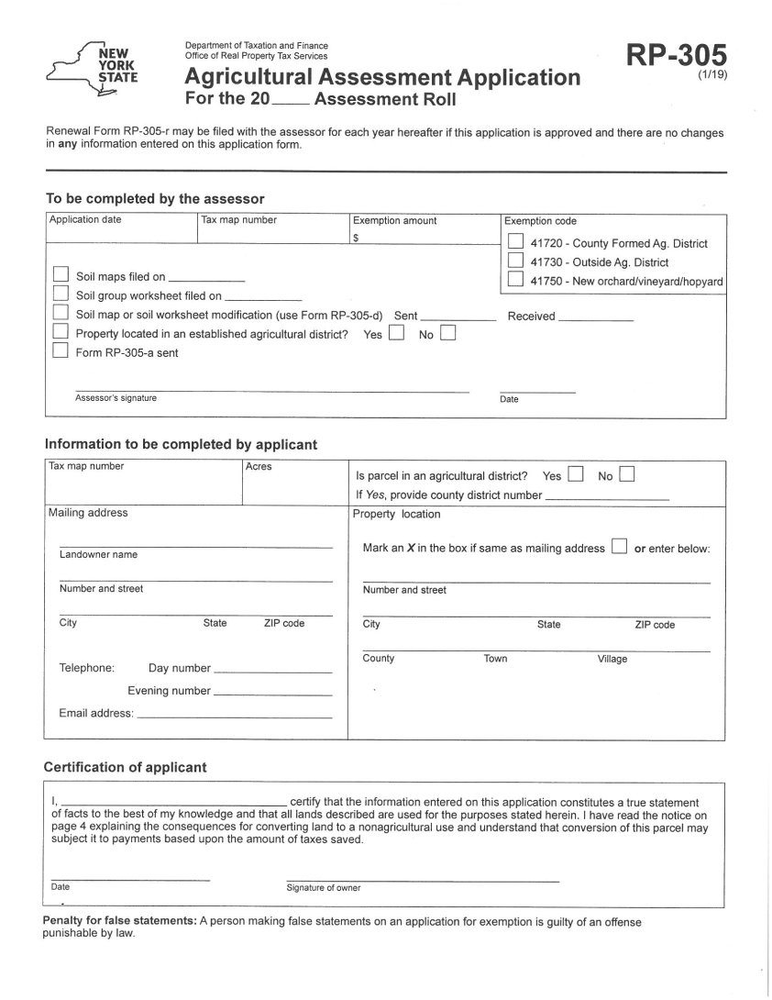 NEW
YORK
STATE
Department of Taxation and Finance
Office of Real Property Tax Services
Agricultural Assessment Application
For the 20____ Assessment Roll
RP-305
(1/19)
Renewal Form RP-305-r may be filed with the assessor for each year hereafter if this application is approved and there are no changes
in any information entered on this application form.
To be completed by the assessor
Application date
Tax map number
Exemption amount
$
Exemption code
41720 - County Formed Ag. District
41730 - Outside Ag. District
41750 - New orchard/vineyard/hopyard
Soil maps filed on ____________
Soil group worksheet filed on ____________
Soil map or soil worksheet modification (use Form RP-305-d) Sent ____________ Received ____________
Property located in an established agricultural district? Yes No
Form RP-305-a sent
Assessor's signature
Date
Information to be completed by applicant
Tax map number
Acres
Is parcel in an agricultural district? Yes No
If Yes, provide county district number ____________________
Mailing address
Landowner name
Number and street
City State ZIP code
Telephone: Day number ____________________
Evening number ____________________
Email address: ____________________
Property location
Mark an X in the box if same as mailing address or enter below:
Number and street
City State ZIP code
County Town Village
Certification of applicant
I, ____________________ certify that the information entered on this application constitutes a true statement
of facts to the best of my knowledge and that all lands described are used for the purposes stated herein. I have read the notice on
page 4 explaining the consequences for converting land to a nonagricultural use and understand that conversion of this parcel may
subject it to payments based upon the amount of taxes saved.
Date
Signature of owner
Penalty for false statements: A person making false statements on an application for exemption is guilty of an offense
punishable by law.